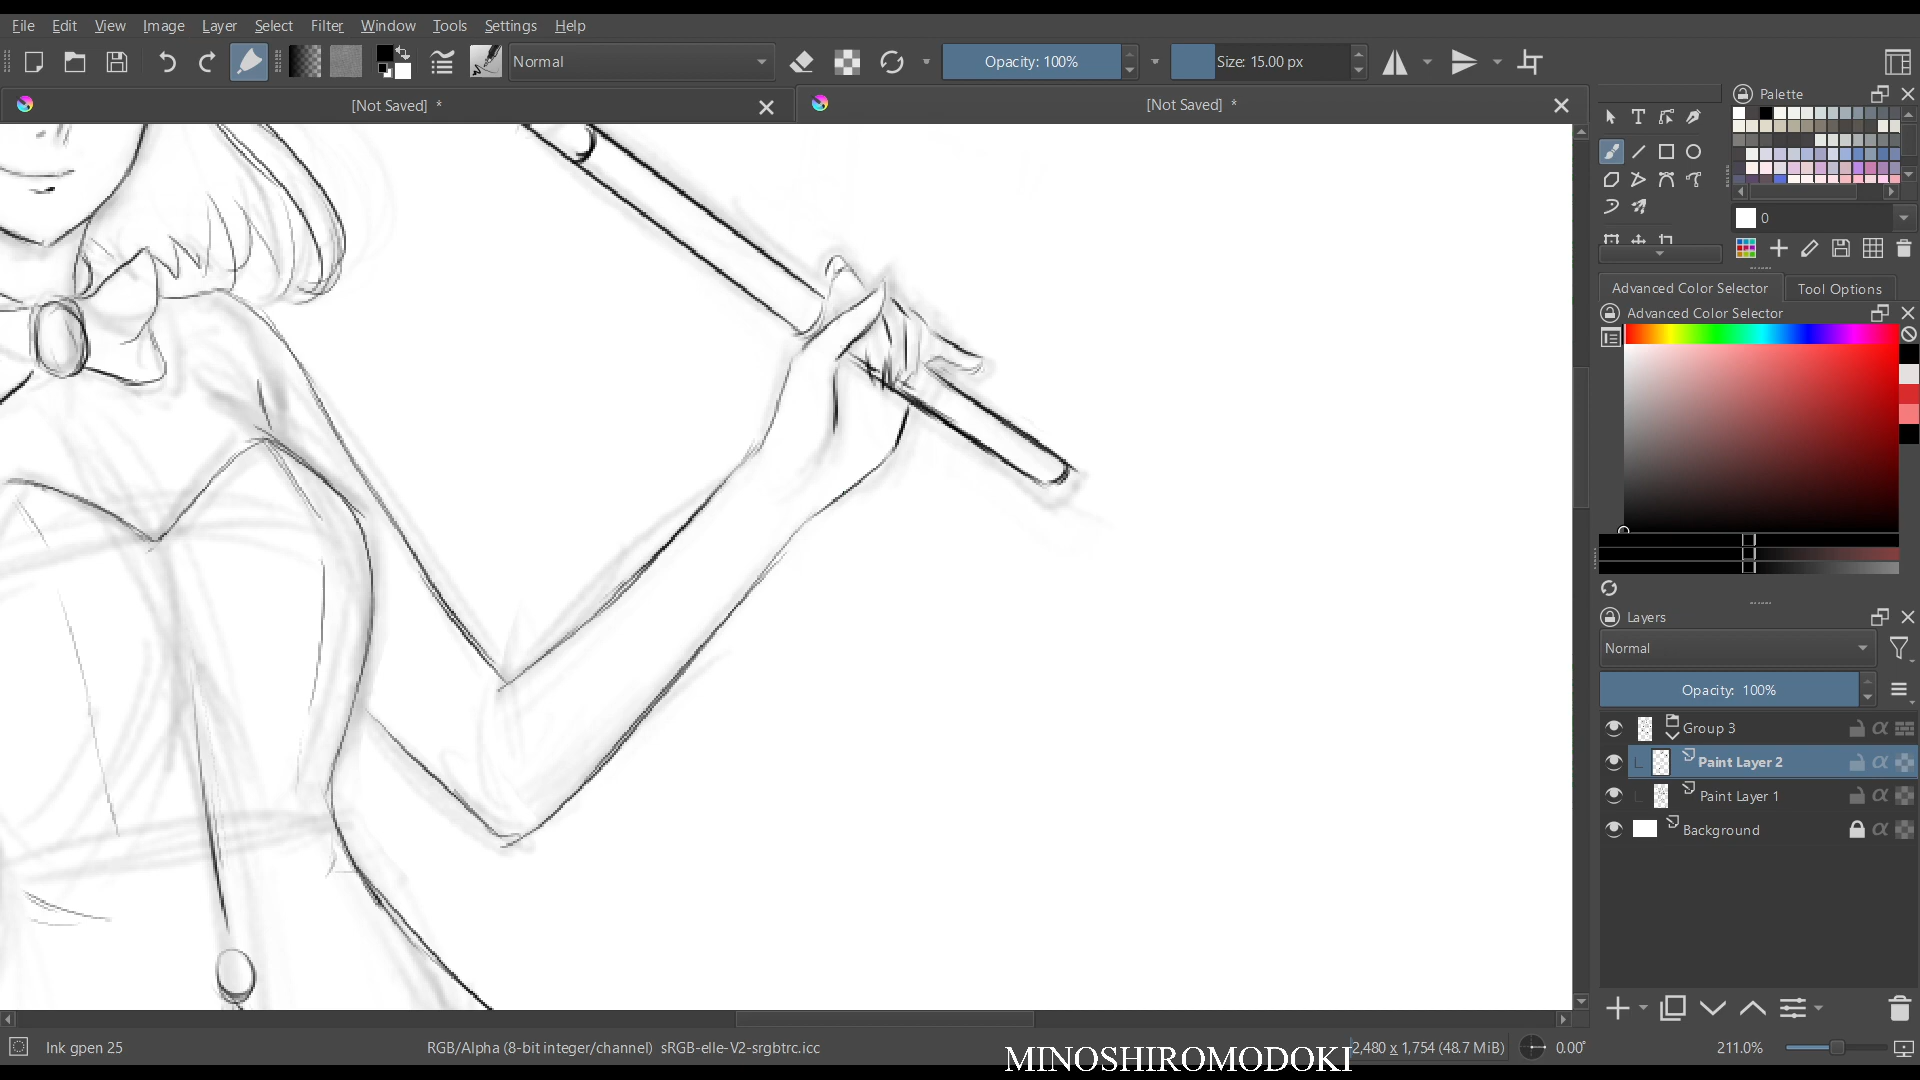 File Edit View Image Layer Select Filter Window Tools Settings Help
Normal Opacity: 100% Size: 15.00 px
[Not Saved] * [Not Saved] *
Palette
0
Advanced Color Selector Tool Options
Advanced Color Selector
Layers
Normal
Opacity: 100%
Group 3
Paint Layer 2
Paint Layer 1
Background
Ink gpen 25 RGB/Alpha (8-bit integer/channel) sRGB-elle-V2-srgbtrc.icc MINOSHIROMODOKI 2,480 x 1,754 (48.7 MiB) 0.00° 211.0%